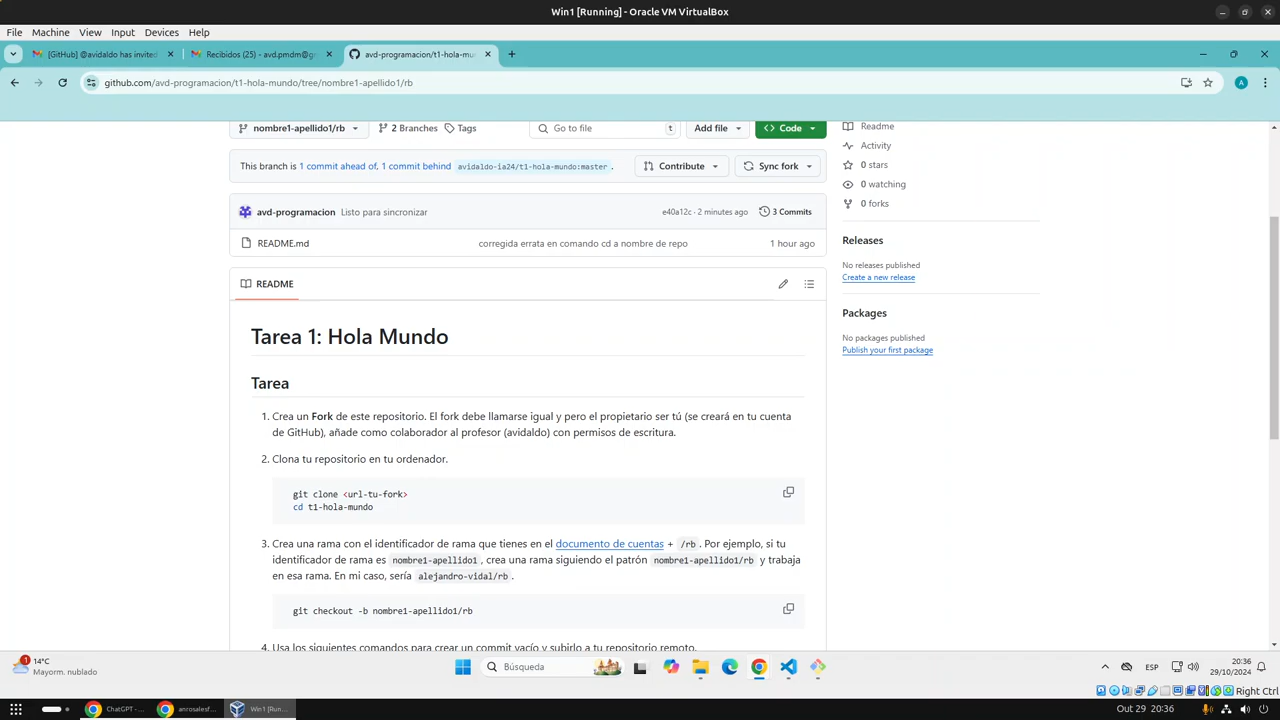 Win1 [Running] - Oracle VM VirtualBox
File Machine View Input Devices Help
[GitHub] @avidaldo has invited
Recibidos (25) - avd.pmdm@g
avd-programacion/t1-hola-mu
github.com/avd-programacion/t1-hola-mundo/tree/nombre1-apellido1/rb
nombre1-apellido1/rb
2 Branches
Tags
Go to file
t
Add file
Code
Readme
Activity
This branch is 1 commit ahead of, 1 commit behind avidaldo-ia24/t1-hola-mundo:master .
Contribute
Sync fork
0 stars
0 watching
0 forks
avd-programacion Listo para sincronizar
e40a12c · 2 minutes ago
3 Commits
README.md
corregida errata en comando cd a nombre de repo
1 hour ago
Releases
No releases published
Create a new release
README
Packages
No packages published
Publish your first package
Tarea 1: Hola Mundo
Tarea
1. Crea un Fork de este repositorio. El fork debe llamarse igual y pero el propietario ser tú (se creará en tu cuenta
de GitHub), añade como colaborador al profesor (avidaldo) con permisos de escritura.
2. Clona tu repositorio en tu ordenador.
git clone <url-tu-fork>
cd t1-hola-mundo
3. Crea una rama con el identificador de rama que tienes en el documento de cuentas + /rb . Por ejemplo, si tu
identificador de rama es nombre1-apellido1 , crea una rama siguiendo el patrón nombre1-apellido1/rb y trabaja
en esa rama. En mi caso, sería alejandro-vidal/rb .
git checkout -b nombre1-apellido1/rb
4. Usa los siguientes comandos para crear un commit vacío y subirlo a tu repositorio remoto.
1
14°C
Mayorm. nublado
Búsqueda
ESP
20:36
29/10/2024
Right Ctrl
ChatGPT - ...
anrosalesf...
Win1 [Run...
Out 29 20:36
A